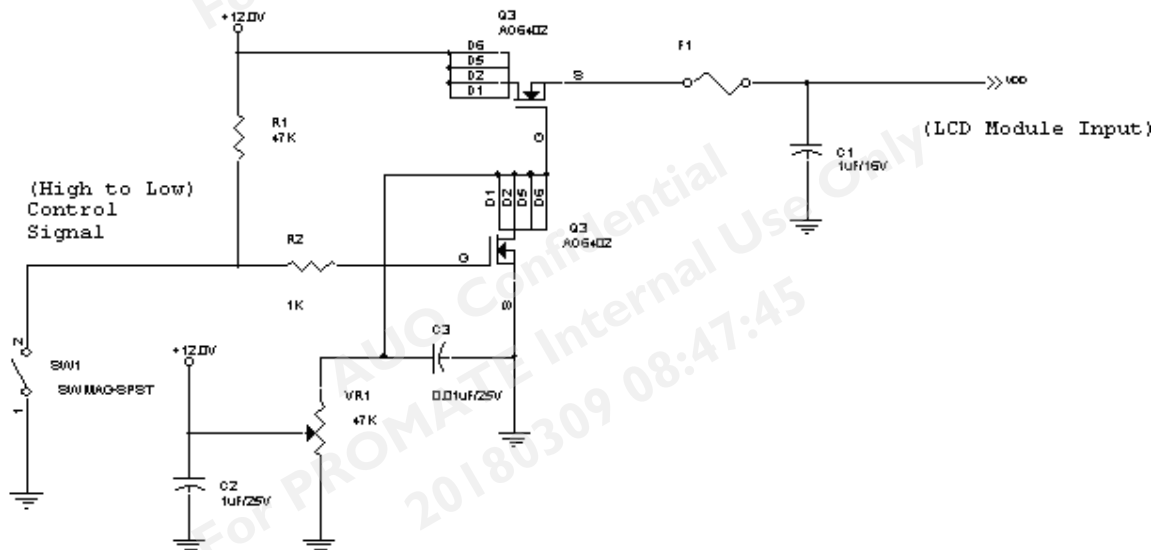 +12.0V
Q3
AO6402
F1
D6
D5
D2
D1
S
VDD
(LCD Module Input)
R1
47K
G
C1
1uF/16V
(High to Low)
Control
Signal
D1
D2
D5
D6
Q3
AO6402
R2
G
1K
S
2
+12.0V
C3
SW1
SW MAG-SPST
1
VR1
47K
0.01uF/25V
C2
1uF/25V
AUO Confidential
For PROMATE Internal Use Only
20180309 08:47:45